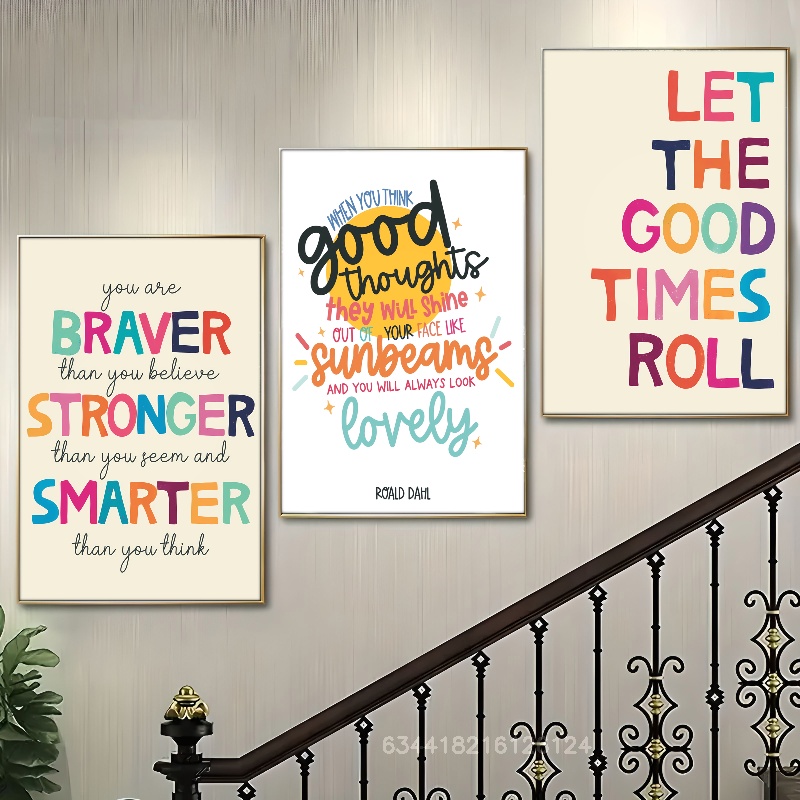 you are
BRAVER
than you believe
STRONGER
than you seem and
SMARTER
than you think
WHEN YOU THINK
good
thoughts
they will shine
OUT OF YOUR FACE LIKE
sunbeams
AND YOU WILL ALWAYS LOOK
lovely
ROALD DAHL
LET
THE
GOOD
TIMES
ROLL